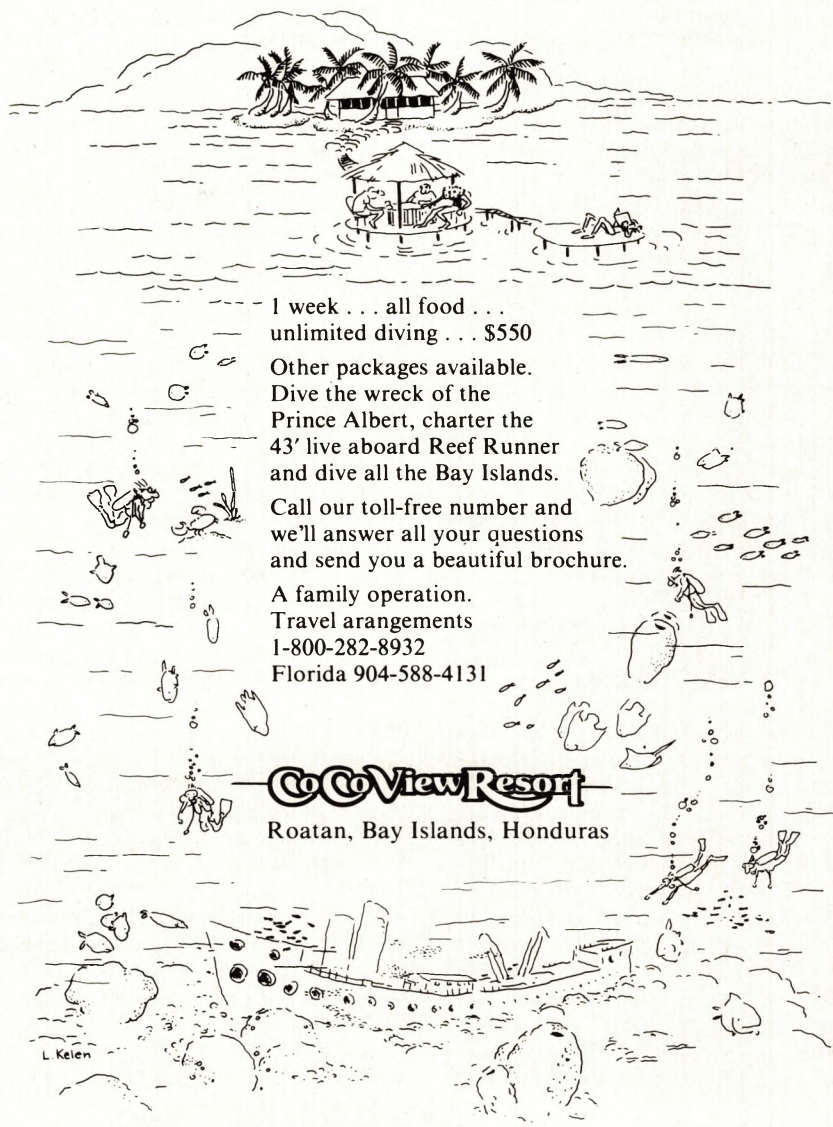 1 week . . . all food . . .
unlimited diving . . . $550
Other packages available.
Dive the wreck of the
Prince Albert, charter the
43′ live aboard Reef Runner
and dive all the Bay Islands.
Call our toll-free number and
we'll answer all your questions
and send you a beautiful brochure.
A family operation.
Travel arangements
1-800-282-8932
Florida 904-588-4131
CoCo View Resort
Roatan, Bay Islands, Honduras
L. Kelen